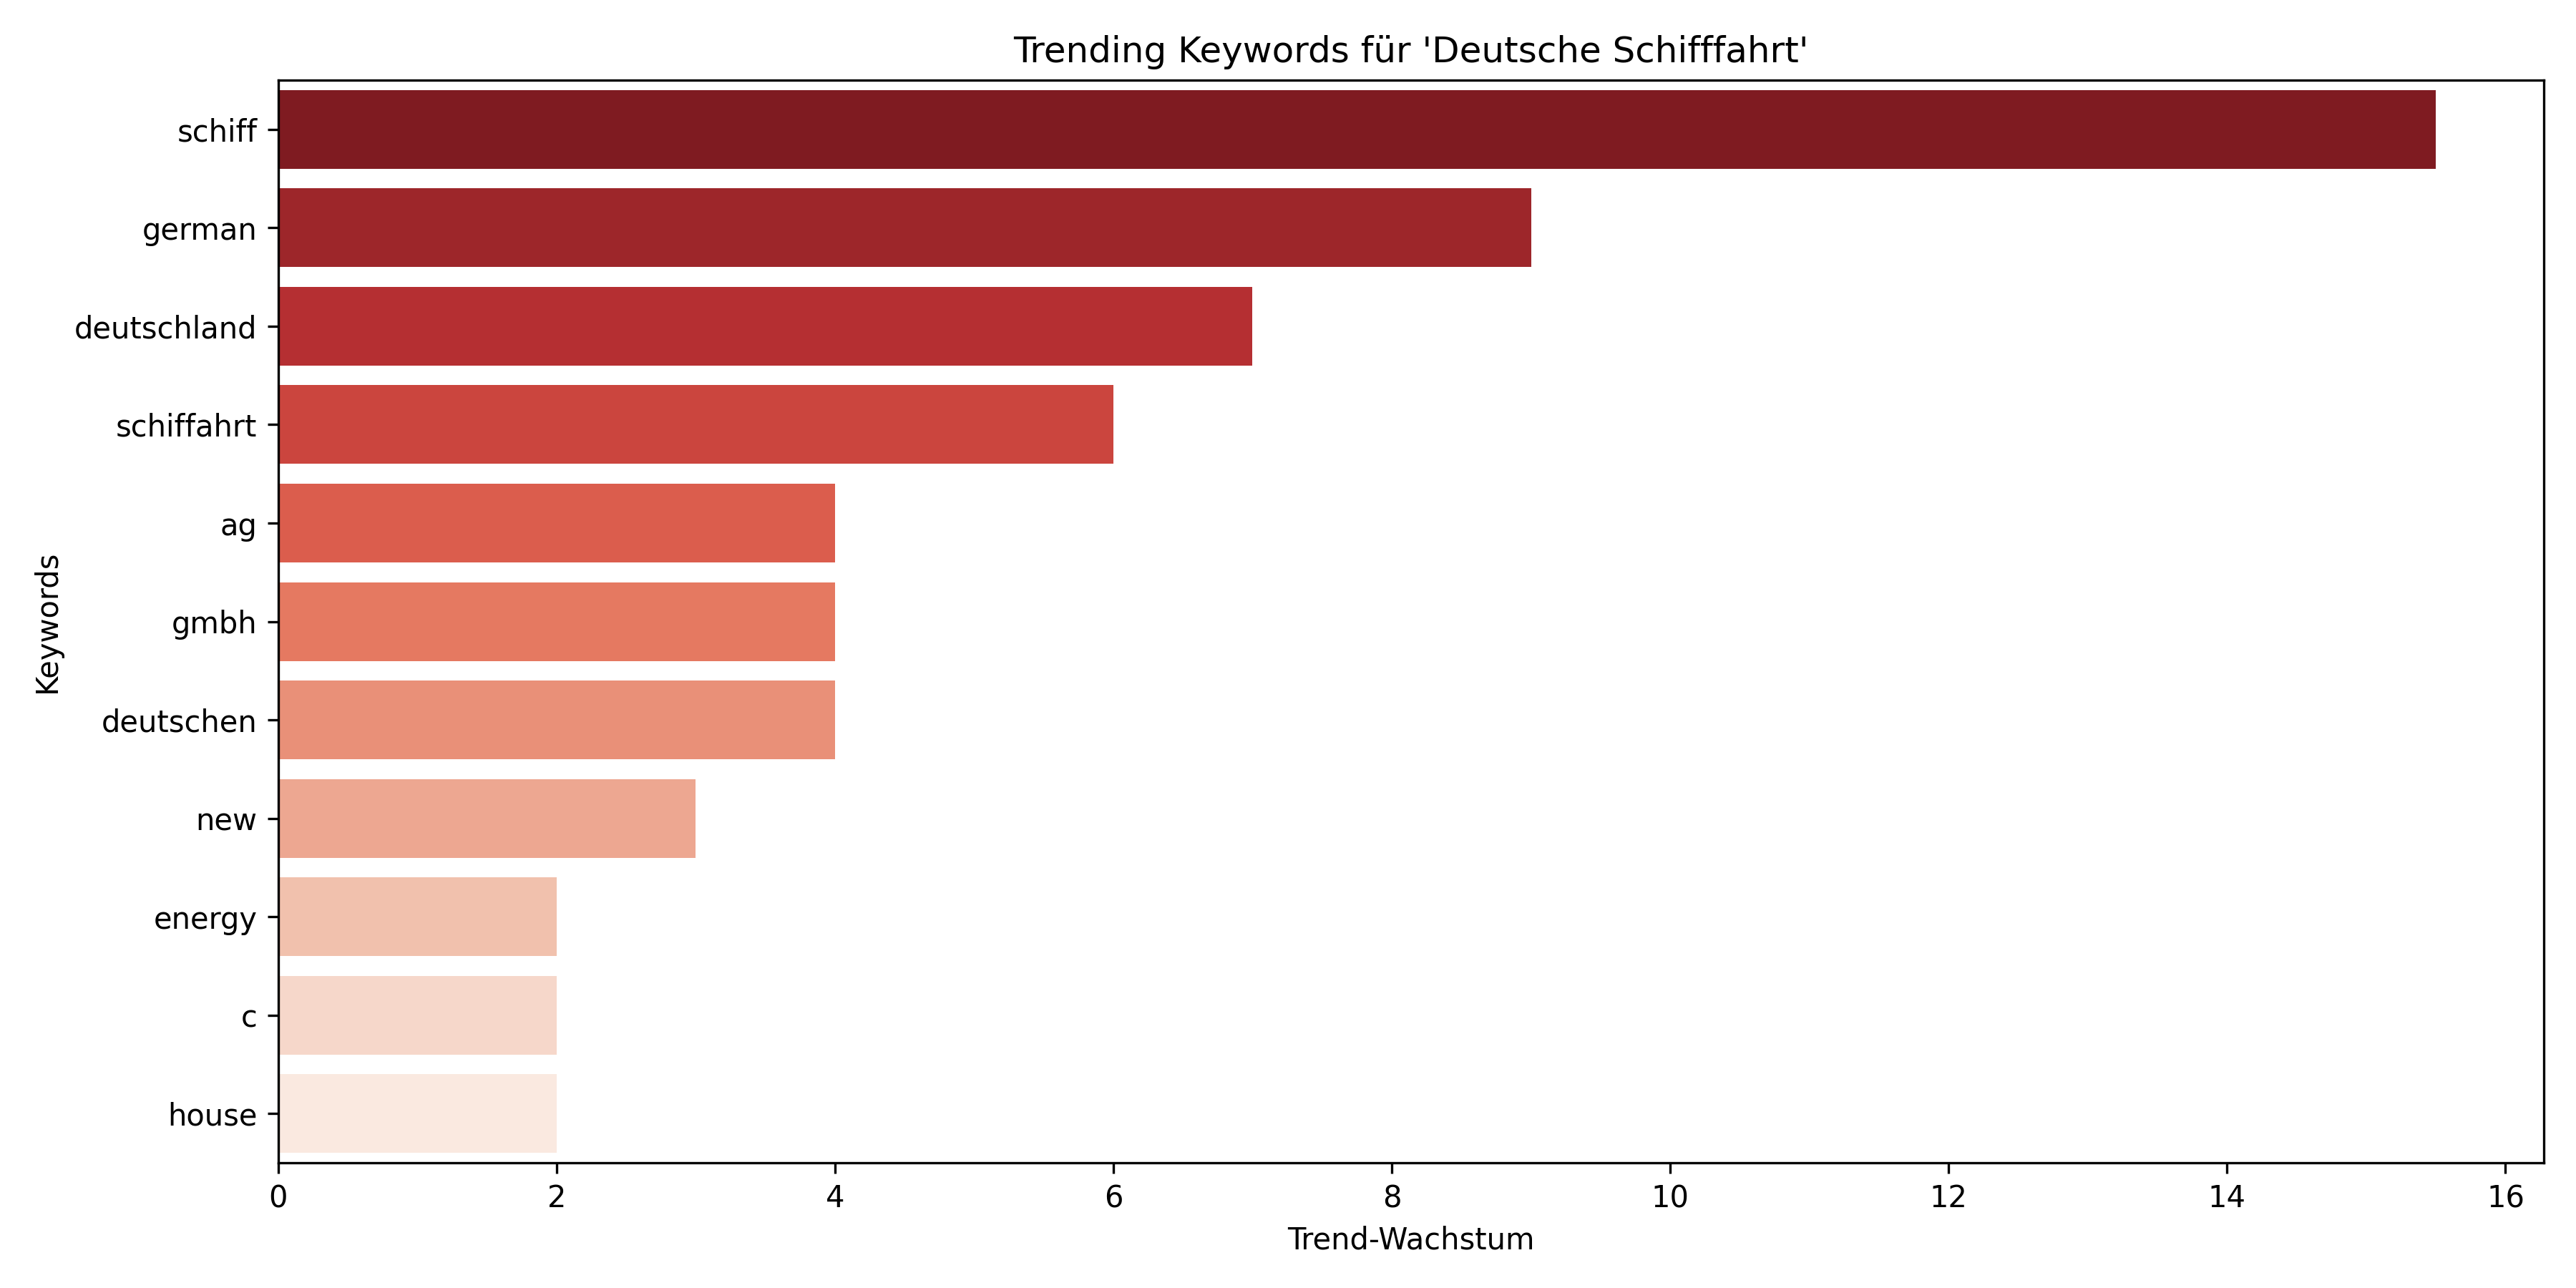 Trending Keywords für 'Deutsche Schifffahrt'
schiff
german
deutschland
schiffahrt
ag
gmbh
deutschen
new
energy
c
house
Keywords
0 2 4 6 8 10 12 14 16
Trend-Wachstum